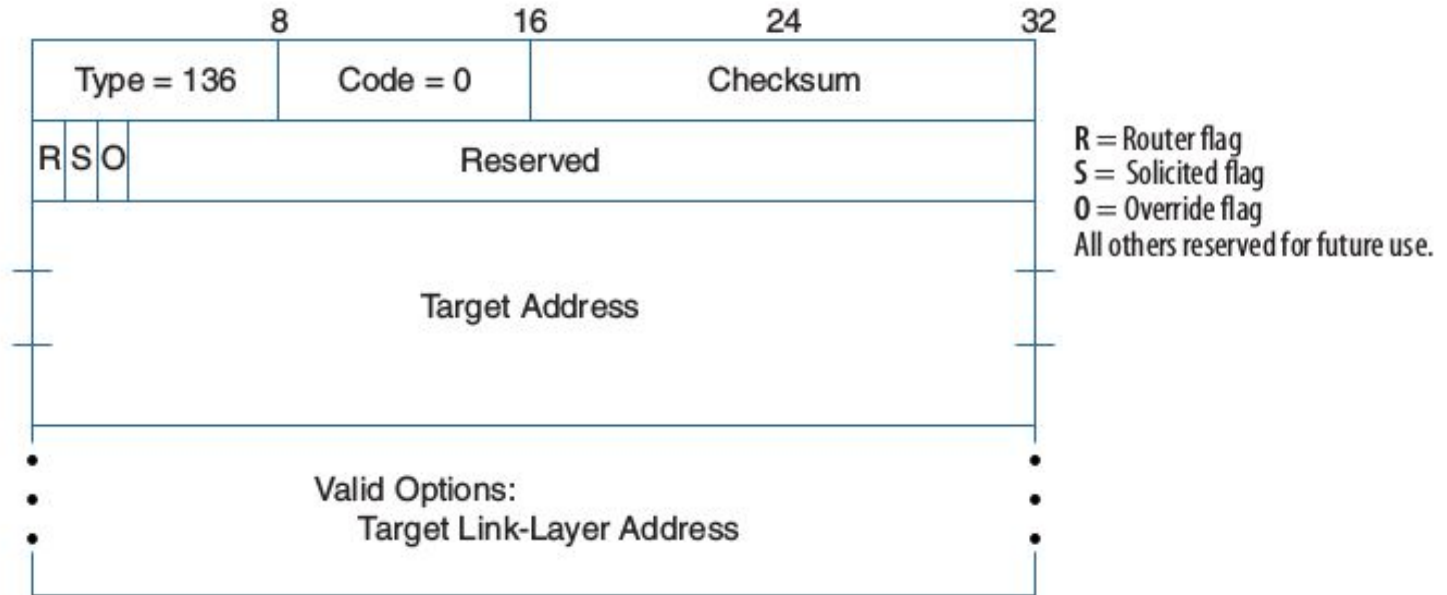 8 16 24 32
Type = 136 Code = 0 Checksum
R S O Reserved
R = Router flag
S = Solicited flag
O = Override flag
All others reserved for future use.
Target Address
Valid Options:
Target Link-Layer Address